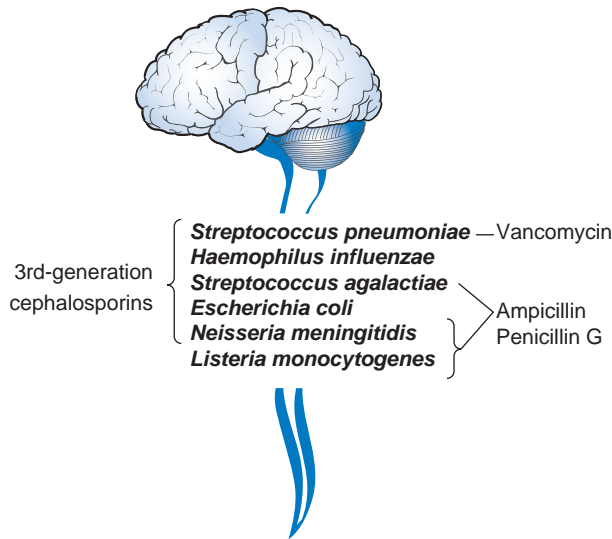 Streptococcus pneumoniae — Vancomycin
Haemophilus influenzae
3rd-generation
cephalosporins
Streptococcus agalactiae
Escherichia coli
Neisseria meningitidis
Listeria monocytogenes
Ampicillin
Penicillin G